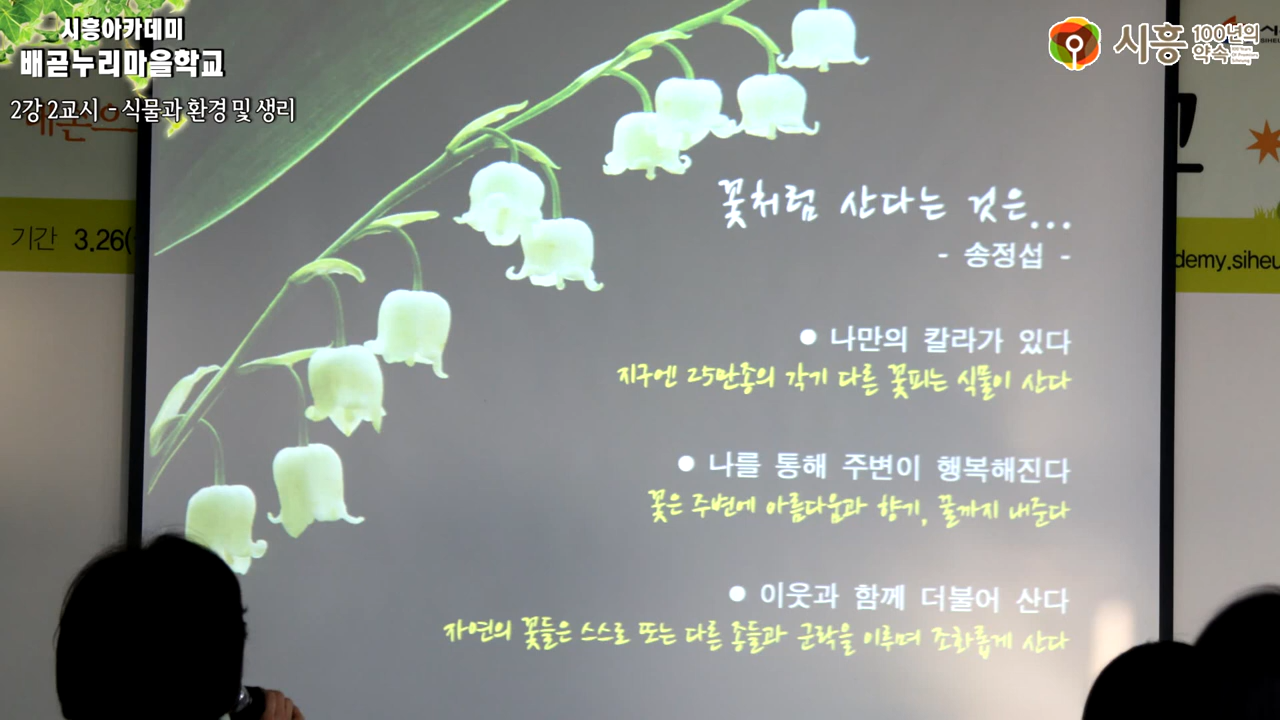 시흥아카데미
배곧누리마을학교
2강 2교시 - 식물과 환경 및 생리
시흥 100년의 약속
기간 3.26(
demy.siheu
꽃처럼 산다는 것은...
- 송정섭 -
● 나만의 칼라가 있다
지구엔 25만종의 각기 다른 꽃피는 식물이 산다
● 나를 통해 주변이 행복해진다
꽃은 주변에 아름다움과 향기, 꿀까지 내준다
● 이웃과 함께 더불어 산다
자연의 꽃들은 스스로 또는 다른 종들과 군락을 이루며 조화롭게 산다